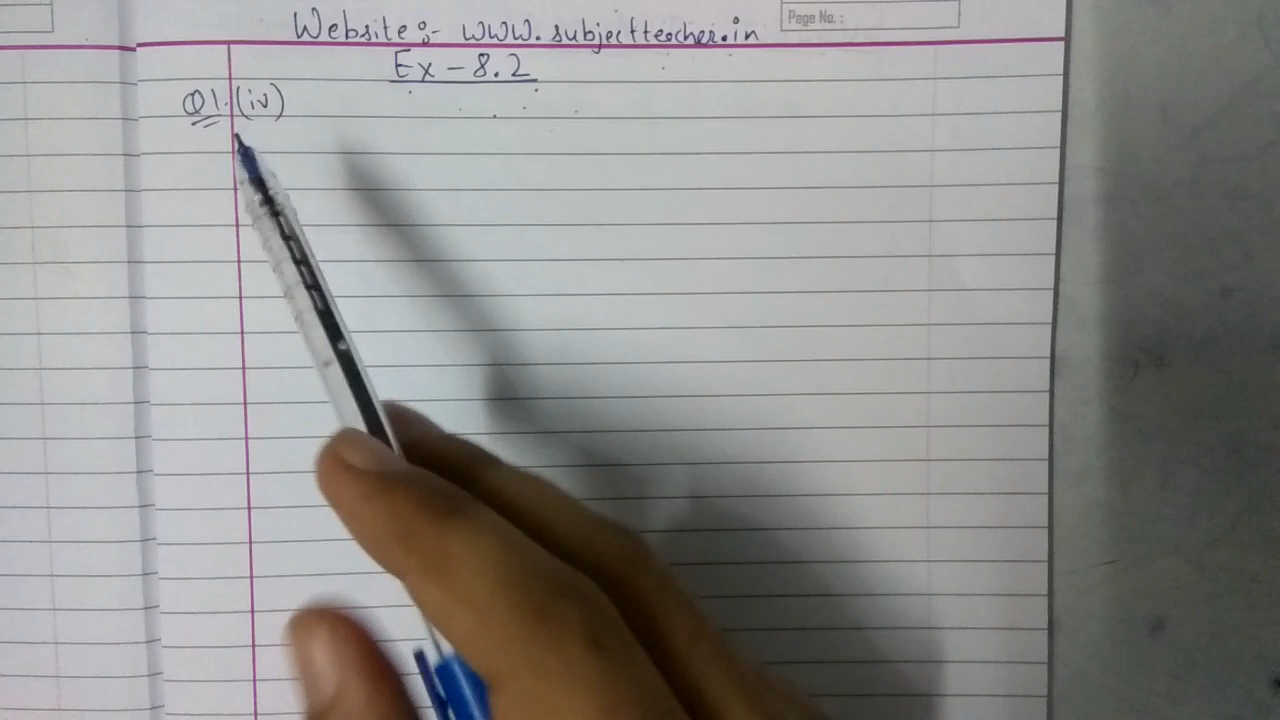 Page No. :
Website :- www.subjectteacher.in
Ex - 8.2
Q1. (iv)